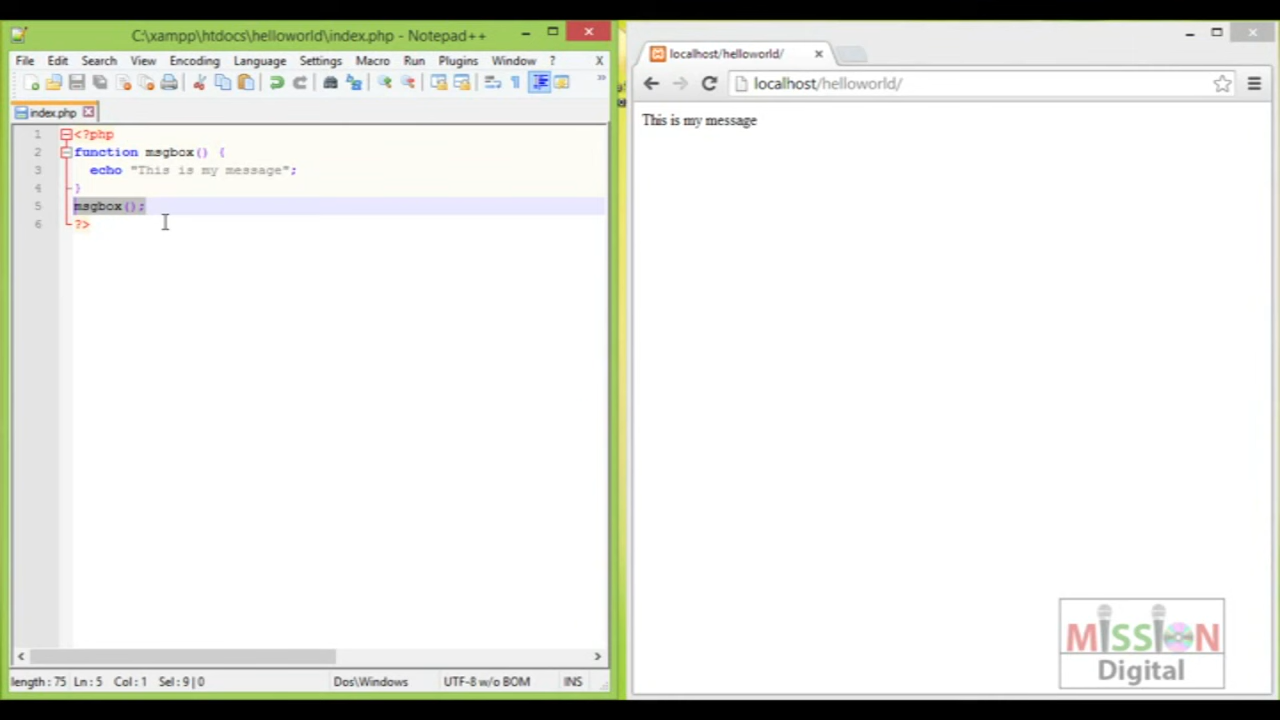 C:\xampp\htdocs\helloworld\index.php - Notepad++
File Edit Search View Encoding Language Settings Macro Run Plugins Window ? X
index.php
1 <?php
2 function msgbox() {
3 echo "This is my message";
4 }
5 msgbox();
6 ?>
length : 75 Ln : 5 Col : 1 Sel : 9 | 0 Dos\Windows UTF-8 w/o BOM INS
localhost/helloworld/
localhost/helloworld/
This is my message
MISSION
Digital